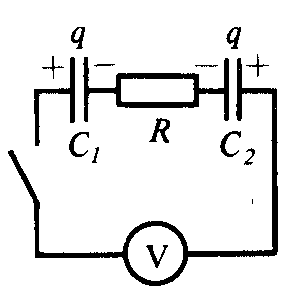 q q
+ − − +
C₁ R C₂
V